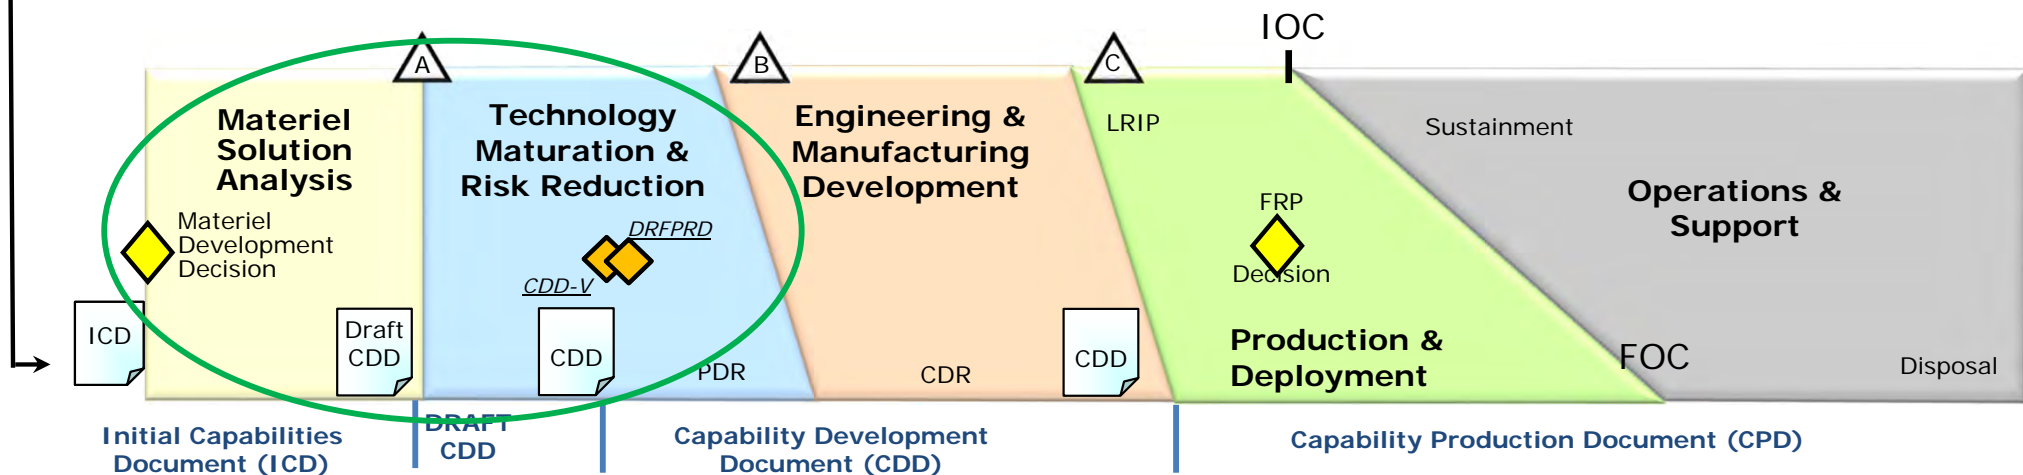 IOC
A
B
C
Materiel
Solution
Analysis
Technology
Maturation &
Risk Reduction
Engineering &
Manufacturing
Development
LRIP
Sustainment
Operations &
Support
Materiel
Development
Decision
DRFPRD
CDD-V
FRP
Decision
ICD
Draft
CDD
CDD
PDR
CDR
CDD
Production &
Deployment
FOC
Disposal
Initial Capabilities
Document (ICD)
DRAFT
CDD
Capability Development
Document (CDD)
Capability Production Document (CPD)